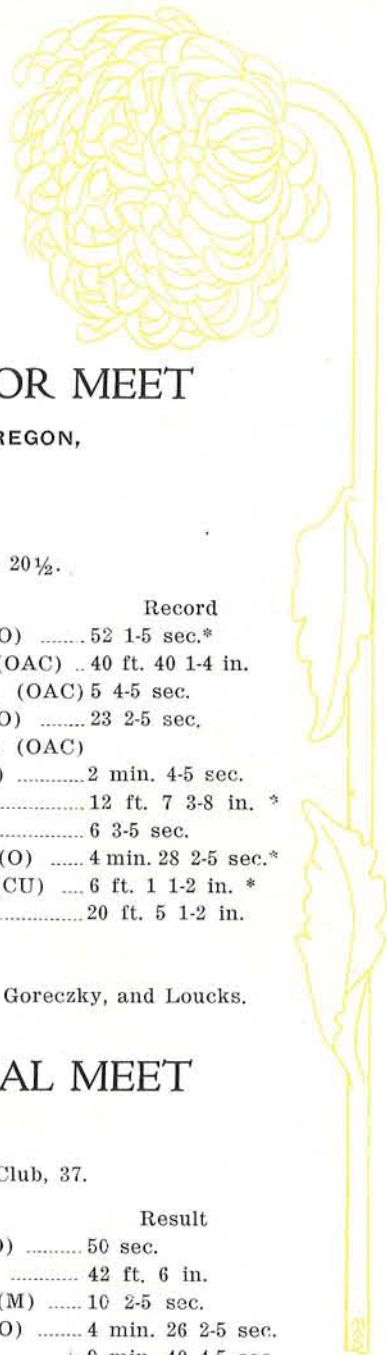 OR MEET
REGON,
20½.
Record
O) ....... 52 1-5 sec.*
(OAC) .. 40 ft. 40 1-4 in.
(OAC) 5 4-5 sec.
O) ........ 23 2-5 sec.
(OAC)
) ............ 2 min. 4-5 sec.
............... 12 ft. 7 3-8 in. *
............... 6 3-5 sec.
(O) ...... 4 min. 28 2-5 sec.*
CU) .... 6 ft. 1 1-2 in. *
............... 20 ft. 5 1-2 in.
Goreczky, and Loucks.
AL MEET
Club, 37.
Result
O) .......... 50 sec.
............ 42 ft. 6 in.
(M) ...... 10 2-5 sec.
O) ........ 4 min. 26 2-5 sec.